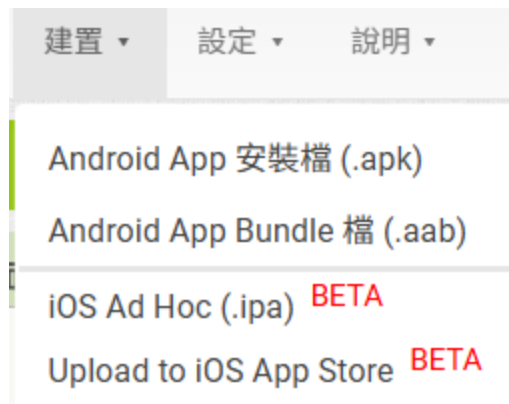 建置 ▾ 設定 ▾ 說明 ▾
Android App 安裝檔 (.apk)
Android App Bundle 檔 (.aab)
iOS Ad Hoc (.ipa) BETA
Upload to iOS App Store BETA